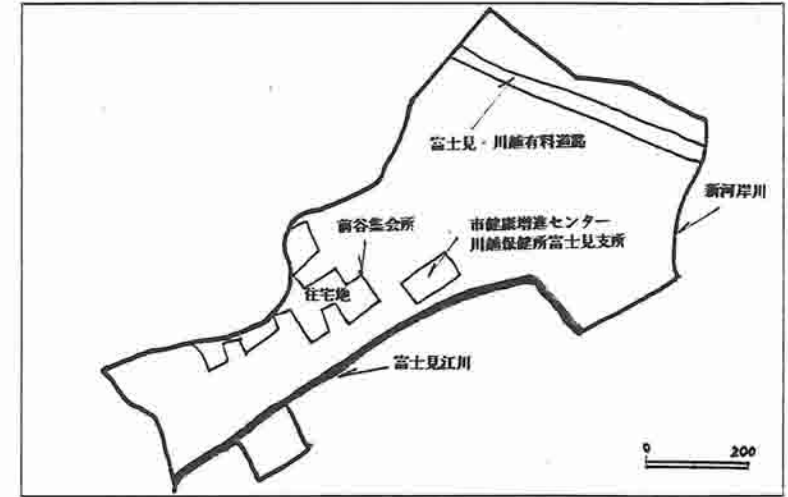 富士見・川越有料道路
新河岸川
前谷集会所
市健康増進センター
川越保健所富士見支所
住宅地
富士見江川
0 200